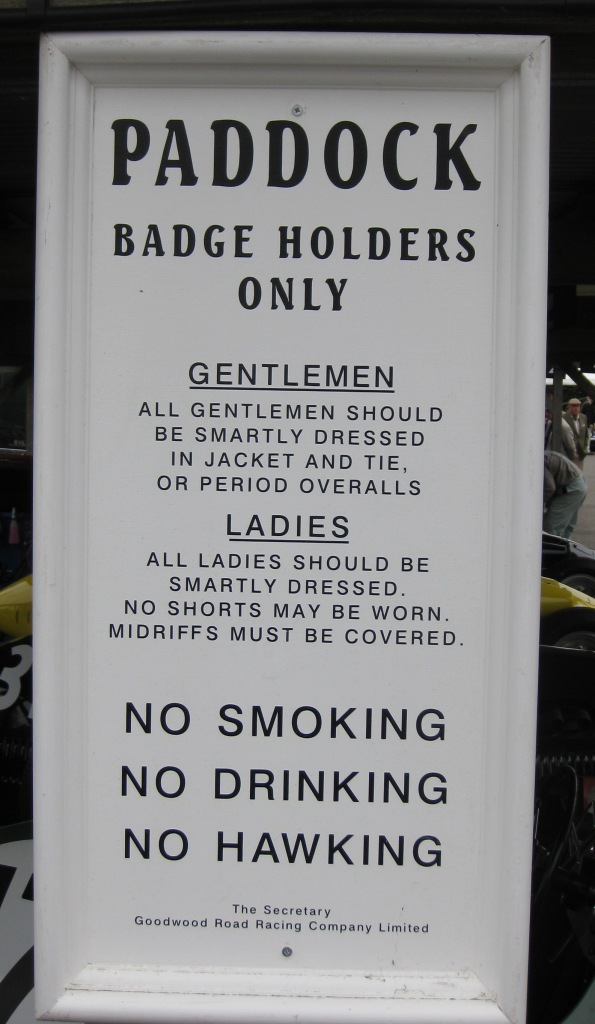 PADDOCK
BADGE HOLDERS
ONLY
GENTLEMEN
ALL GENTLEMEN SHOULD
BE SMARTLY DRESSED
IN JACKET AND TIE,
OR PERIOD OVERALLS
LADIES
ALL LADIES SHOULD BE
SMARTLY DRESSED.
NO SHORTS MAY BE WORN.
MIDRIFFS MUST BE COVERED.
NO SMOKING
NO DRINKING
NO HAWKING
The Secretary
Goodwood Road Racing Company Limited
3